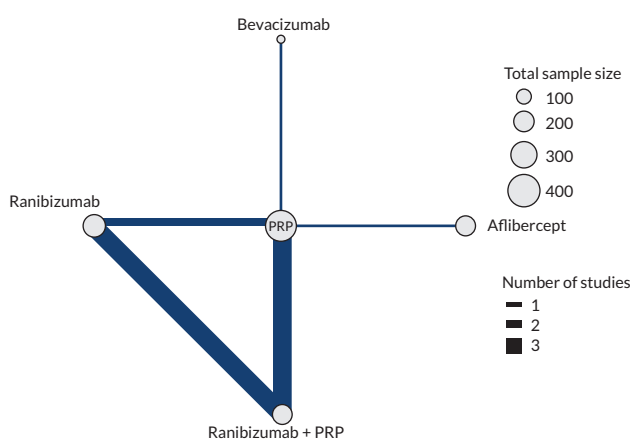 Bevacizumab
Total sample size
100
200
300
400
Ranibizumab
PRP
Aflibercept
Number of studies
1
2
3
Ranibizumab + PRP